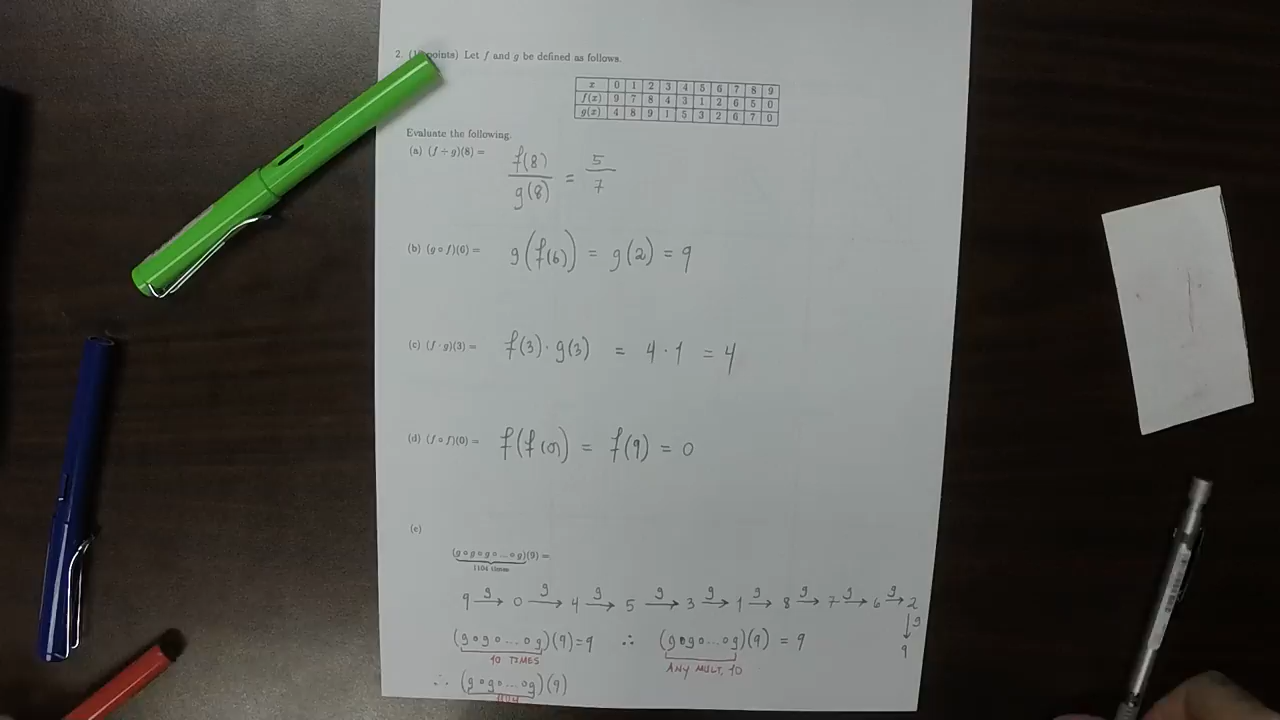 2. points) Let f and g be defined as follows.
x 0 1 2 3 4 5 6 7 8 9
f(x) 9 7 8 4 3 1 2 6 5 0
g(x) 4 8 9 1 5 3 2 6 7 0
Evaluate the following.
(a) (f ÷ g)(8) = f(8)/g(8) = 5/7
(b) (g ∘ f)(6) = g(f(6)) = g(2) = 9
(c) (f · g)(3) = f(3) · g(3) = 4 · 1 = 4
(d) (f ∘ f)(0) = f(f(0)) = f(9) = 0
(e)
(g ∘ g ∘ g ∘ ... ∘ g)(9) =
1104 times
9 g→ 0 g→ 4 g→ 5 g→ 3 g→ 1 g→ 8 g→ 7 g→ 6 g→ 2
↓ g
9
(g ∘ g ∘ ... ∘ g)(9) = 9 ∴ (g ∘ g ∘ ... ∘ g)(9) = 9
10 TIMES ANY MULT. 10
∴ (g ∘ g ∘ ... ∘ g)(9)